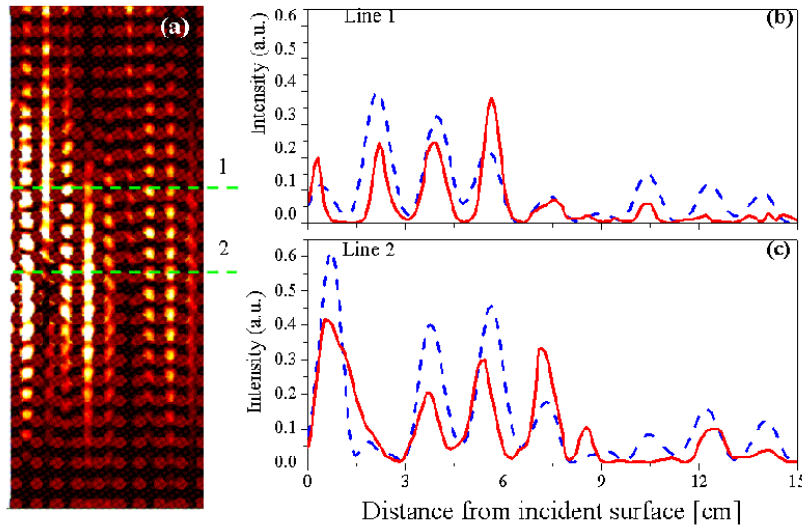 (a)
1
2
Line 1
(b)
Intensity (a.u.)
0.6
0.5
0.4
0.3
0.2
0.1
0.0
Line 2
(c)
Intensity (a.u.)
0.6
0.5
0.4
0.3
0.2
0.1
0.0
0 3 6 9 12 15
Distance from incident surface [cm]